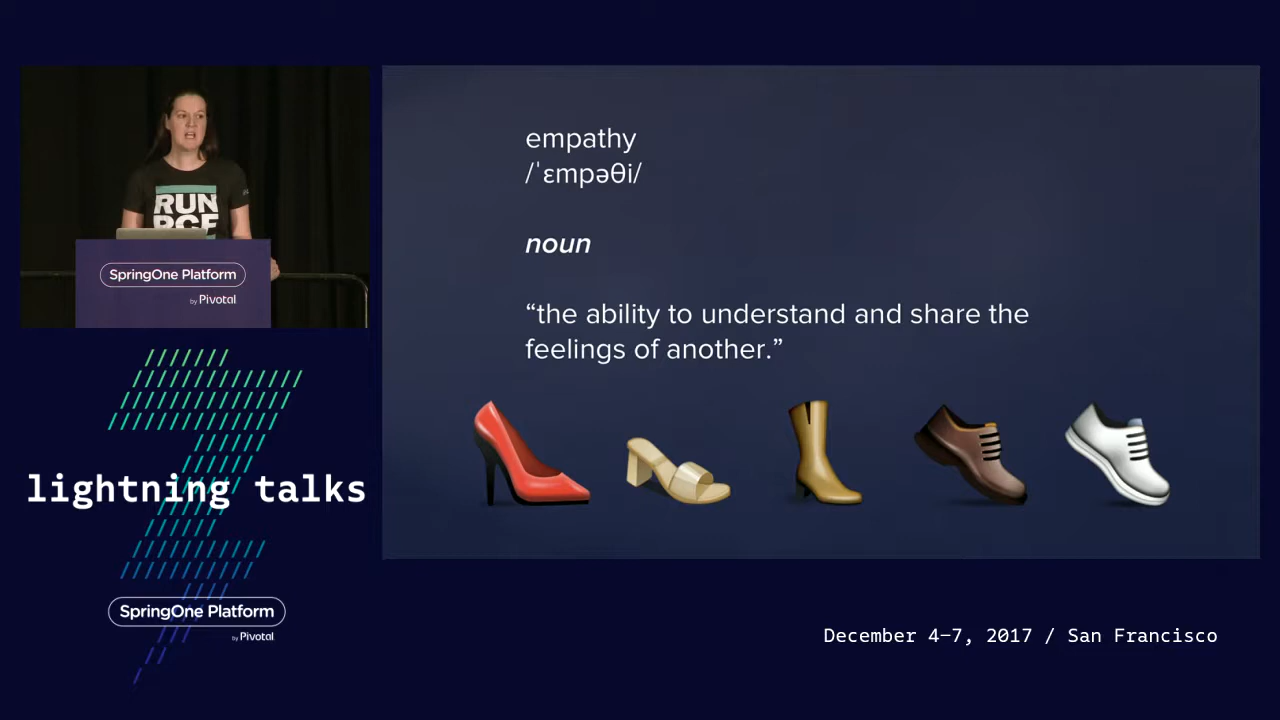 RUN
PCF
SpringOne Platform
by Pivotal
empathy
/ˈɛmpəθi/
noun
“the ability to understand and share the
feelings of another.”
lightning talks
SpringOne Platform
by Pivotal
December 4–7, 2017 / San Francisco